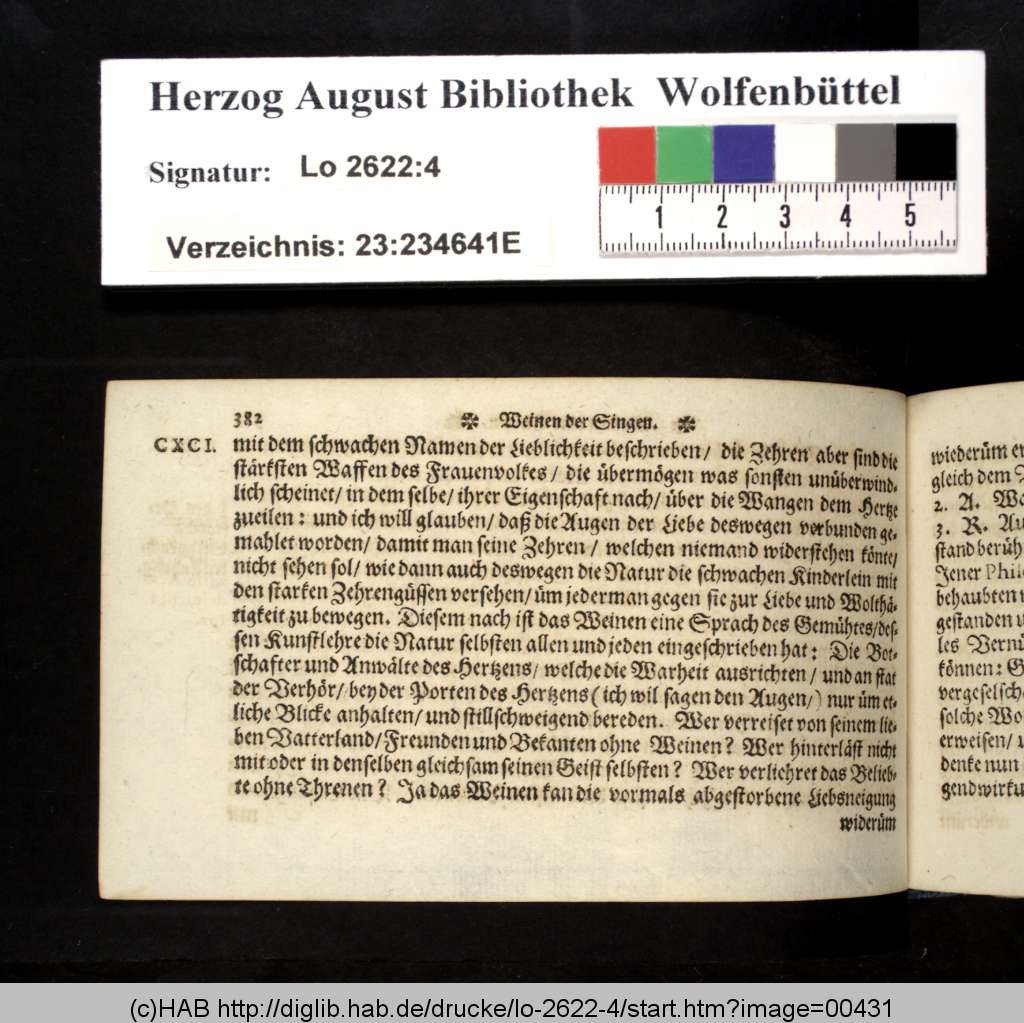 Herzog August Bibliothek Wolfenbüttel
Signatur: Lo 2622:4
Verzeichnis: 23:234641E
1 2 3 4 5
382 Weinen der Singen.
CXCI. mit dem schwachen Namen der Lieblichkeit beschrieben/ die Zehren aber sind die
stärksten Waffen des Frauenvolkes/ die übermögen was sonsten unüberwind-
lich scheinet/ in dem selbe/ ihrer Eigenschaft nach/ über die Wangen dem Hertze
zueilen: und ich will glauben/ daß die Augen der Liebe deswegen verbunden ge-
mahlet worden/ damit man seine Zehren/ welchen niemand widerstehen könte/
nicht sehen sol/ wie dann auch deswegen die Natur die schwachen Kinderlein mit
den starken Zehrengüssen versehen/ üm jederman gegen sie zur Liebe und Wolthä-
tigkeit zu bewegen. Diesem nach ist das Weinen eine Sprach des Gemühtes/ des-
sen Kunstlehre die Natur selbsten allen und jeden eingeschrieben hat: Die Bot-
schafter und Anwälte des Hertzens/ welche die Warheit ausrichten/ und an stat
der Verhör/ bey der Porten des Hertzens (ich wil sagen den Augen/) nur üm et-
liche Blicke anhalten/ und stillschweigend bereden. Wer verreiset von seinem lie-
ben Vatterland/ Freunden und Bekanten ohne Weinen? Wer hinterläst nicht
mit oder in denselben gleichsam seinen Geist selbsten? Wer verliehret das Belieb-
te ohne Threnen? Ja das Weinen kan die vormals abgestorbene Liebsneigung
widerüm
wiederüm
gleich dem
2. A.
3. R.
stand
Jener
behaubten
gestanden
les
können:
solche
erweisen/
denke nun
(c)HAB http://diglib.hab.de/drucke/lo-2622-4/start.htm?image=00431